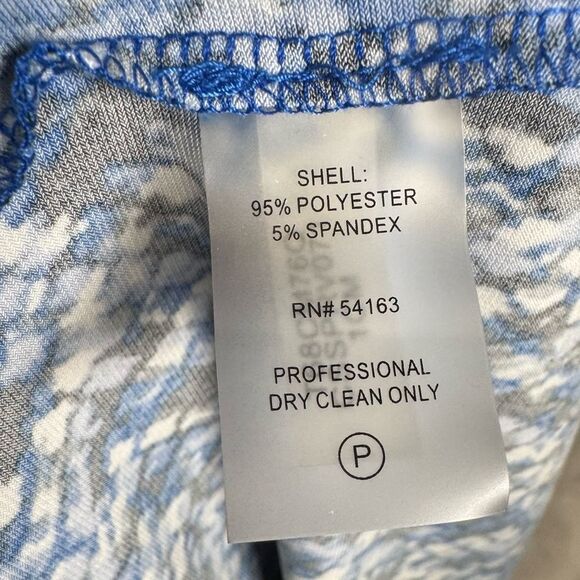 SHELL:
95% POLYESTER
5% SPANDEX
RN# 54163
PROFESSIONAL
DRY CLEAN ONLY
P